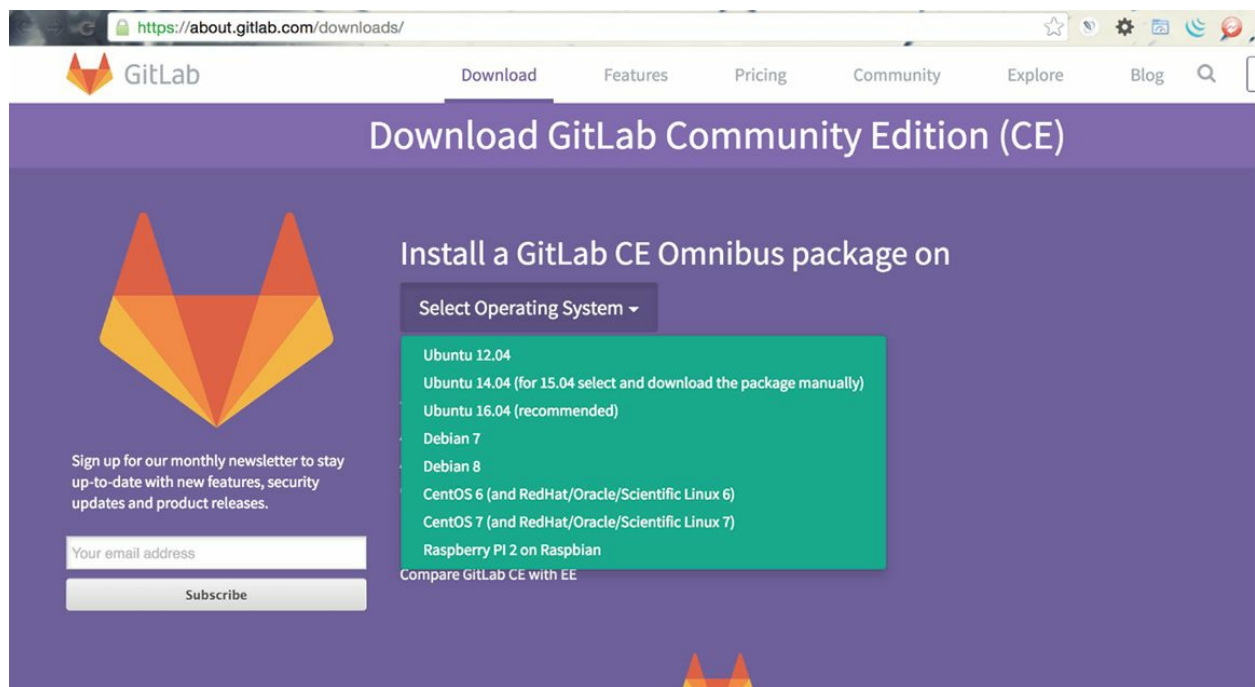 https://about.gitlab.com/downloads/
GitLab
Download Features Pricing Community Explore Blog
Download GitLab Community Edition (CE)
Install a GitLab CE Omnibus package on
Select Operating System
Ubuntu 12.04
Ubuntu 14.04 (for 15.04 select and download the package manually)
Ubuntu 16.04 (recommended)
Debian 7
Debian 8
CentOS 6 (and RedHat/Oracle/Scientific Linux 6)
CentOS 7 (and RedHat/Oracle/Scientific Linux 7)
Raspberry PI 2 on Raspbian
Compare GitLab CE with EE
Sign up for our monthly newsletter to stay
up-to-date with new features, security
updates and product releases.
Your email address
Subscribe